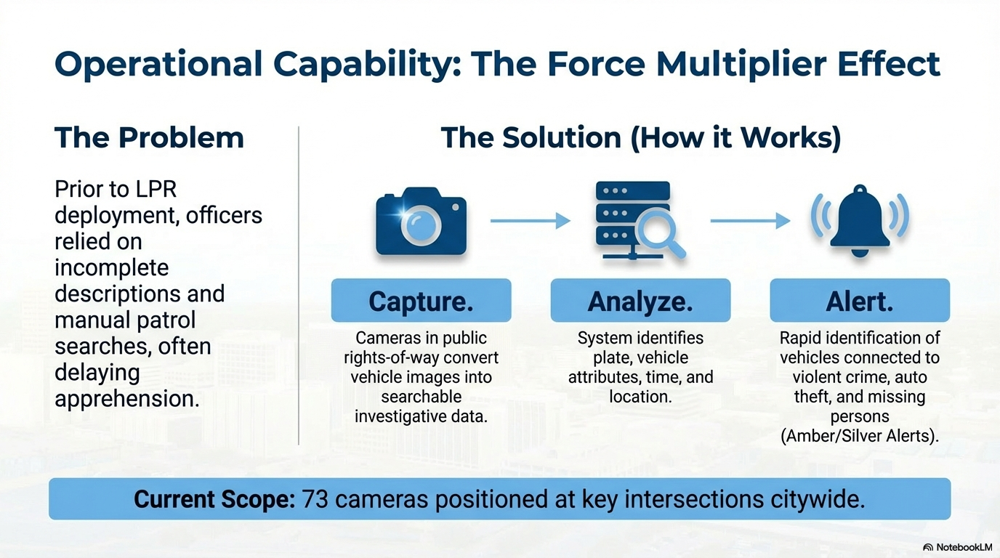 Operational Capability: The Force Multiplier Effect
The Problem
Prior to LPR
deployment, officers
relied on
incomplete
descriptions and
manual patrol
searches, often
delaying
apprehension.
The Solution (How it Works)
Capture.
Cameras in public
rights-of-way convert
vehicle images into
searchable
investigative data.
Analyze.
System identifies
plate, vehicle
attributes, time, and
location.
Alert.
Rapid identification of
vehicles connected to
violent crime, auto
theft, and missing
persons
(Amber/Silver Alerts).
Current Scope: 73 cameras positioned at key intersections citywide.
NotebookLM